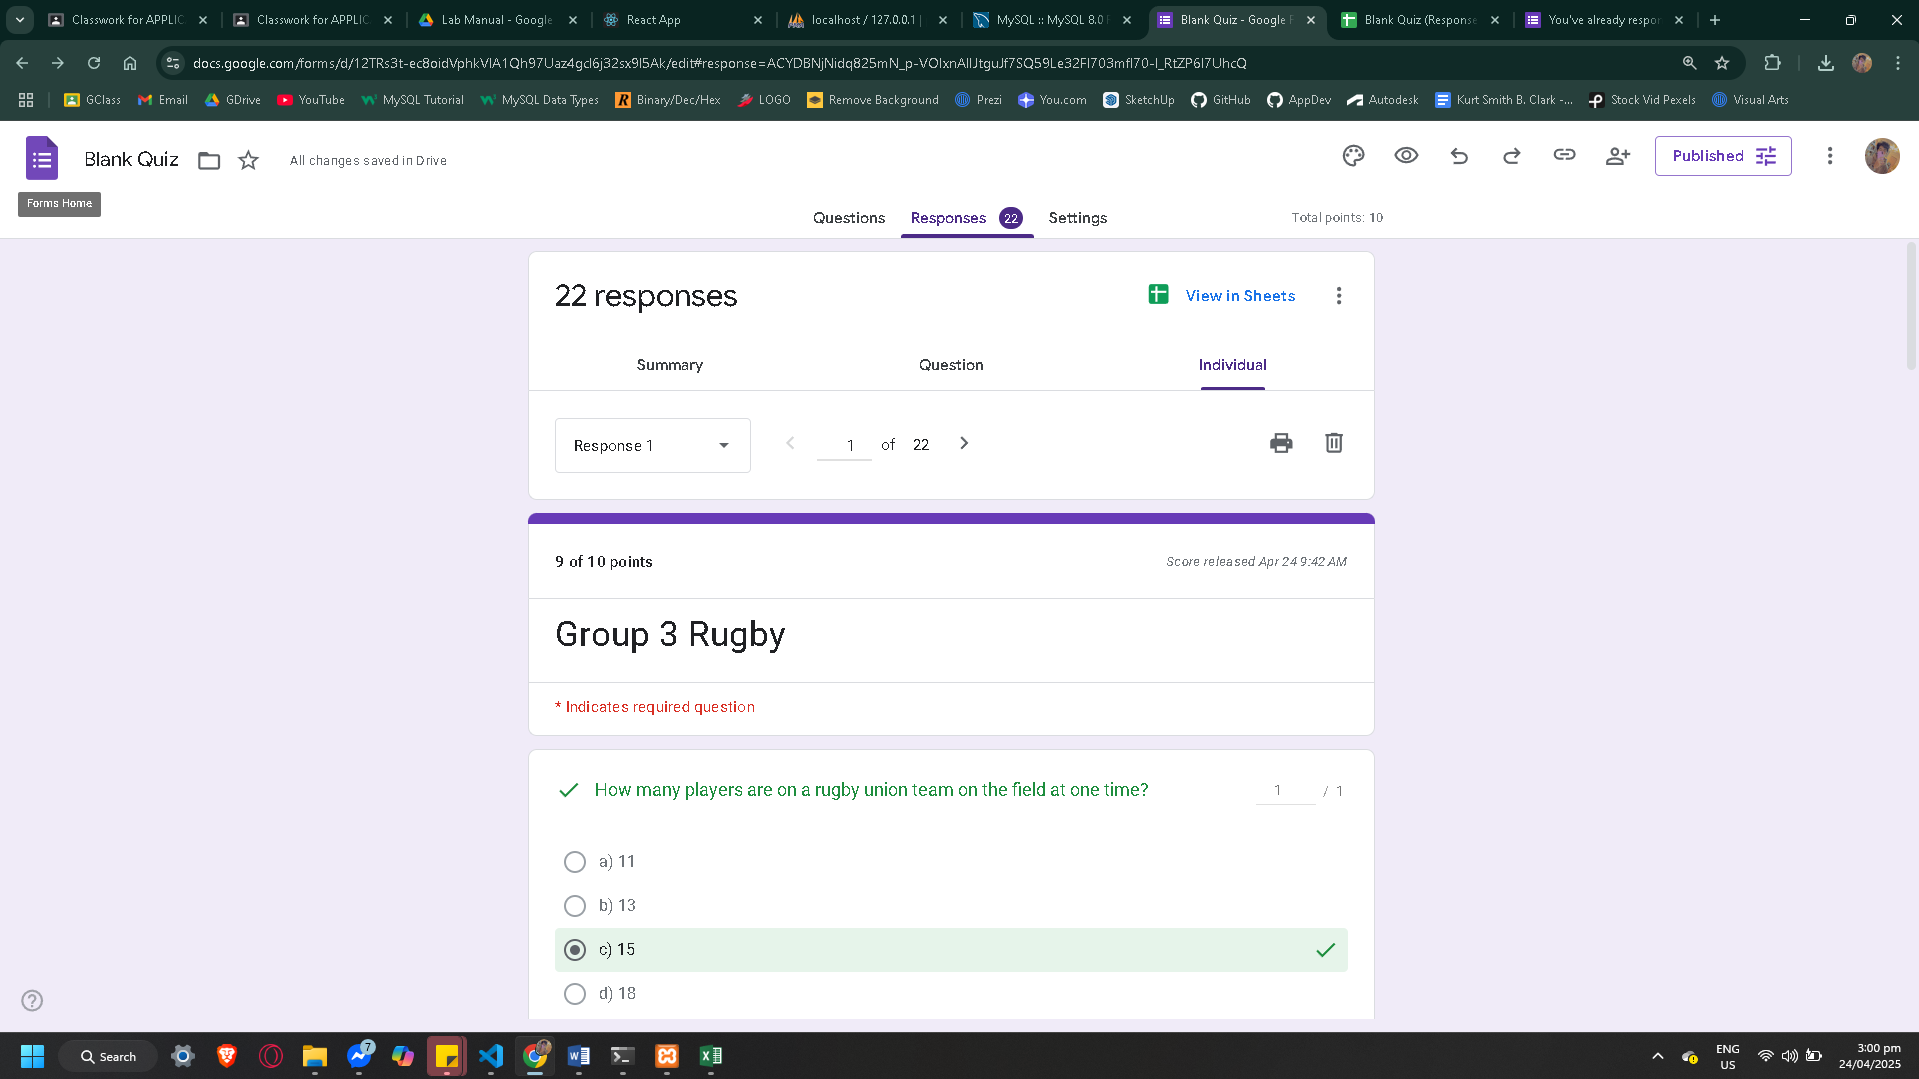 Classwork for APPLIC
Classwork for APPLIC
Lab Manual - Google
React App
localhost / 127.0.0.1 |
MySQL :: MySQL 8.0 F
Blank Quiz - Google F
Blank Quiz (Response
You've already respor
docs.google.com/forms/d/12TRs3t-ec8oidVphkVlA1Qh97Uaz4gcl6j32sx9I5Ak/edit#response=ACYDBNjNidq825mN_p-VOlxnAllJtguJf7SQ59Le32Fl703mfl70-l_RtZP6l7UhcQ
GClass
Email
GDrive
YouTube
MySQL Tutorial
MySQL Data Types
Binary/Dec/Hex
LOGO
Remove Background
Prezi
You.com
SketchUp
GitHub
AppDev
Autodesk
Kurt Smith B. Clark -...
Stock Vid Pexels
Visual Arts
Blank Quiz
All changes saved in Drive
Published
Forms Home
Questions
Responses 22
Settings
Total points: 10
22 responses
View in Sheets
Summary
Question
Individual
Response 1
1 of 22
9 of 10 points
Score released Apr 24 9:42 AM
Group 3 Rugby
* Indicates required question
How many players are on a rugby union team on the field at one time?
1 / 1
a) 11
b) 13
c) 15
d) 18
Search
7
ENG
US
3:00 pm
24/04/2025